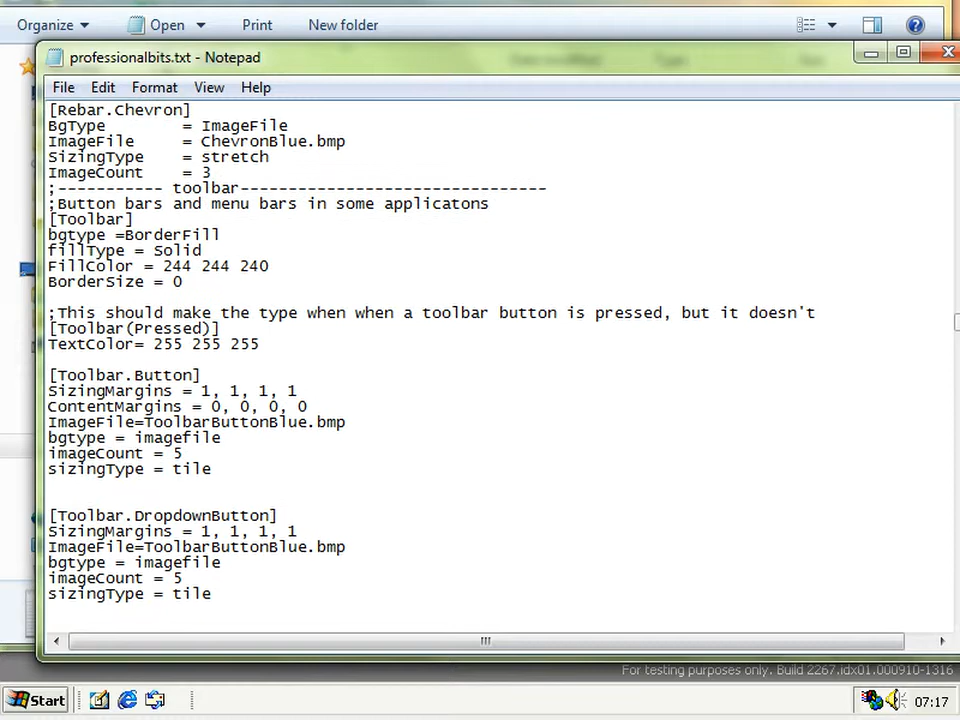 Organize Open Print New folder
professionalbits.txt - Notepad
File Edit Format View Help
[Rebar.Chevron]
BgType = ImageFile
ImageFile = ChevronBlue.bmp
SizingType = stretch
ImageCount = 3
;----------- toolbar--------------------------------
;Button bars and menu bars in some applicatons
[Toolbar]
bgtype =BorderFill
fillType = Solid
FillColor = 244 244 240
BorderSize = 0
;This should make the type when when a toolbar button is pressed, but it doesn't
[Toolbar(Pressed)]
TextColor= 255 255 255
[Toolbar.Button]
SizingMargins = 1, 1, 1, 1
ContentMargins = 0, 0, 0, 0
ImageFile=ToolbarButtonBlue.bmp
bgtype = imagefile
imageCount = 5
sizingType = tile
[Toolbar.DropdownButton]
SizingMargins = 1, 1, 1, 1
ImageFile=ToolbarButtonBlue.bmp
bgtype = imagefile
imageCount = 5
sizingType = tile
For testing purposes only. Build 2267.idx01.000910-1316
Start 07:17